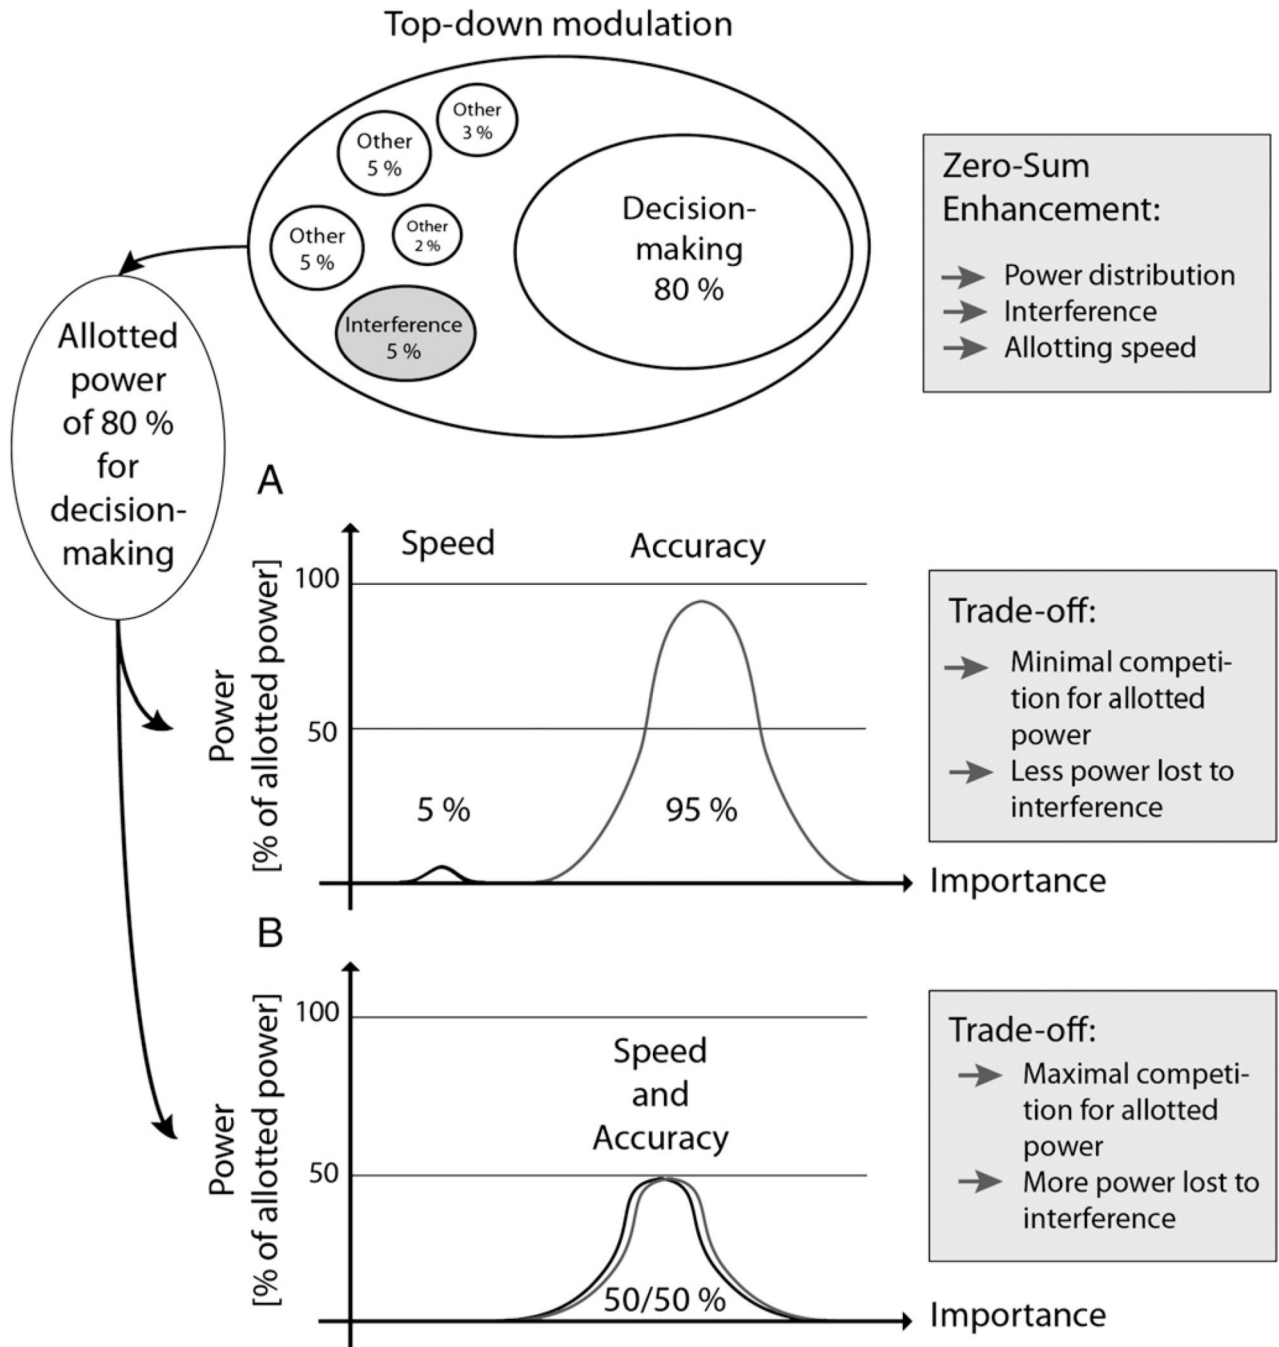 Top-down modulation
Other
3 %
Other
5 %
Other
5 %
Other
2 %
Interference
5 %
Decision-
making
80 %
Zero-Sum
Enhancement:
Power distribution
Interference
Allotting speed
Allotted
power
of 80 %
for
decision-
making
A
Speed
Accuracy
Power
[% of allotted power]
100
50
5 %
95 %
Importance
Trade-off:
Minimal competi-
tion for allotted
power
Less power lost to
interference
B
Power
[% of allotted power]
100
Speed
and
Accuracy
50
50/50 %
Importance
Trade-off:
Maximal competi-
tion for allotted
power
More power lost to
interference